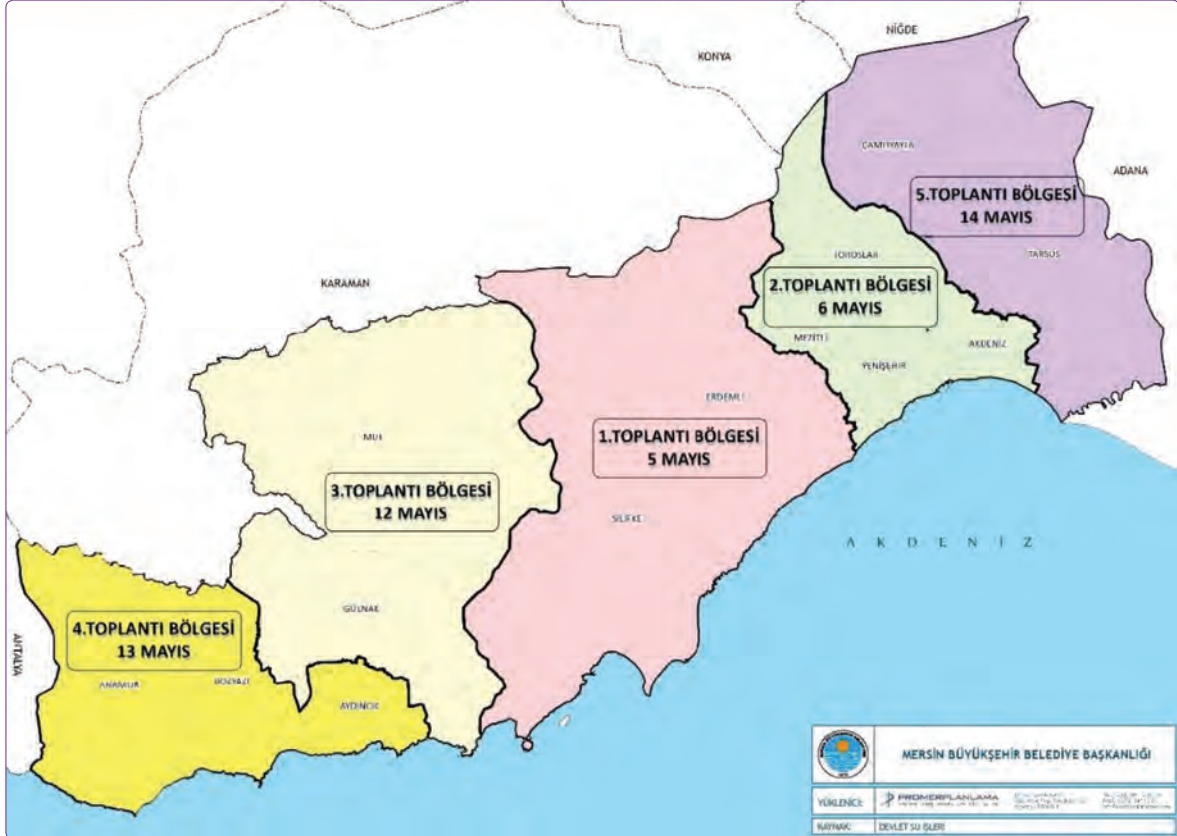 NİĞDE
KONYA
ÇAMLIYAYLA
ADANA
5.TOPLANTI BÖLGESİ
14 MAYIS
TOROSLAR
TARSUS
KARAMAN
2.TOPLANTI BÖLGESİ
6 MAYIS
MEZİTLİ
AKDENİZ
YENİŞEHİR
ERDEMLİ
1.TOPLANTI BÖLGESİ
5 MAYIS
MUT
3.TOPLANTI BÖLGESİ
12 MAYIS
SİLİFKE
AKDENİZ
GÜLNAR
4.TOPLANTI BÖLGESİ
13 MAYIS
ANTALYA
ANAMUR
BOZYAZI
AYDINCIK
MERSİN BÜYÜKŞEHİR BELEDİYE BAŞKANLIĞI
YÜKLENİCİ:
PROMERPLANLAMA
KAYNAK:
DEVLET SU İŞLERİ